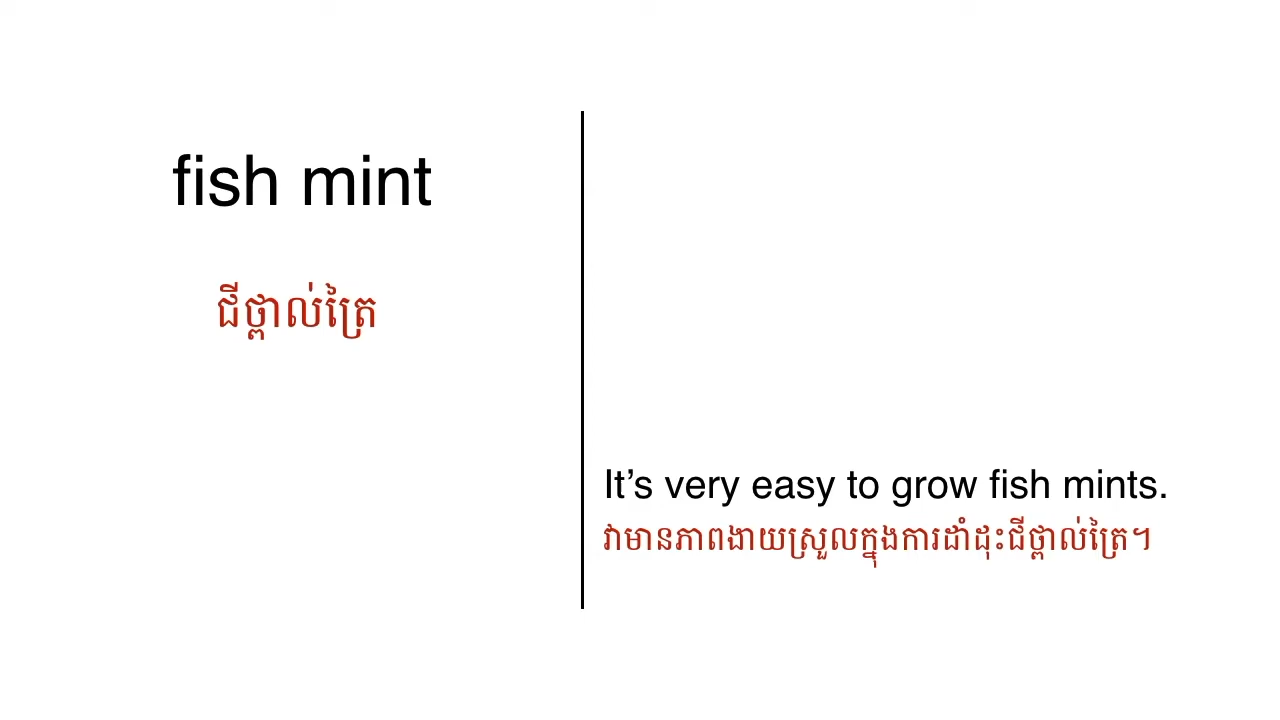 fish mint
ជីថ្ពាល់ត្រៃ
It’s very easy to grow fish mints.
វាមានភាពងាយស្រួលក្នុងការដាំដុះជីថ្ពាល់ត្រៃ។